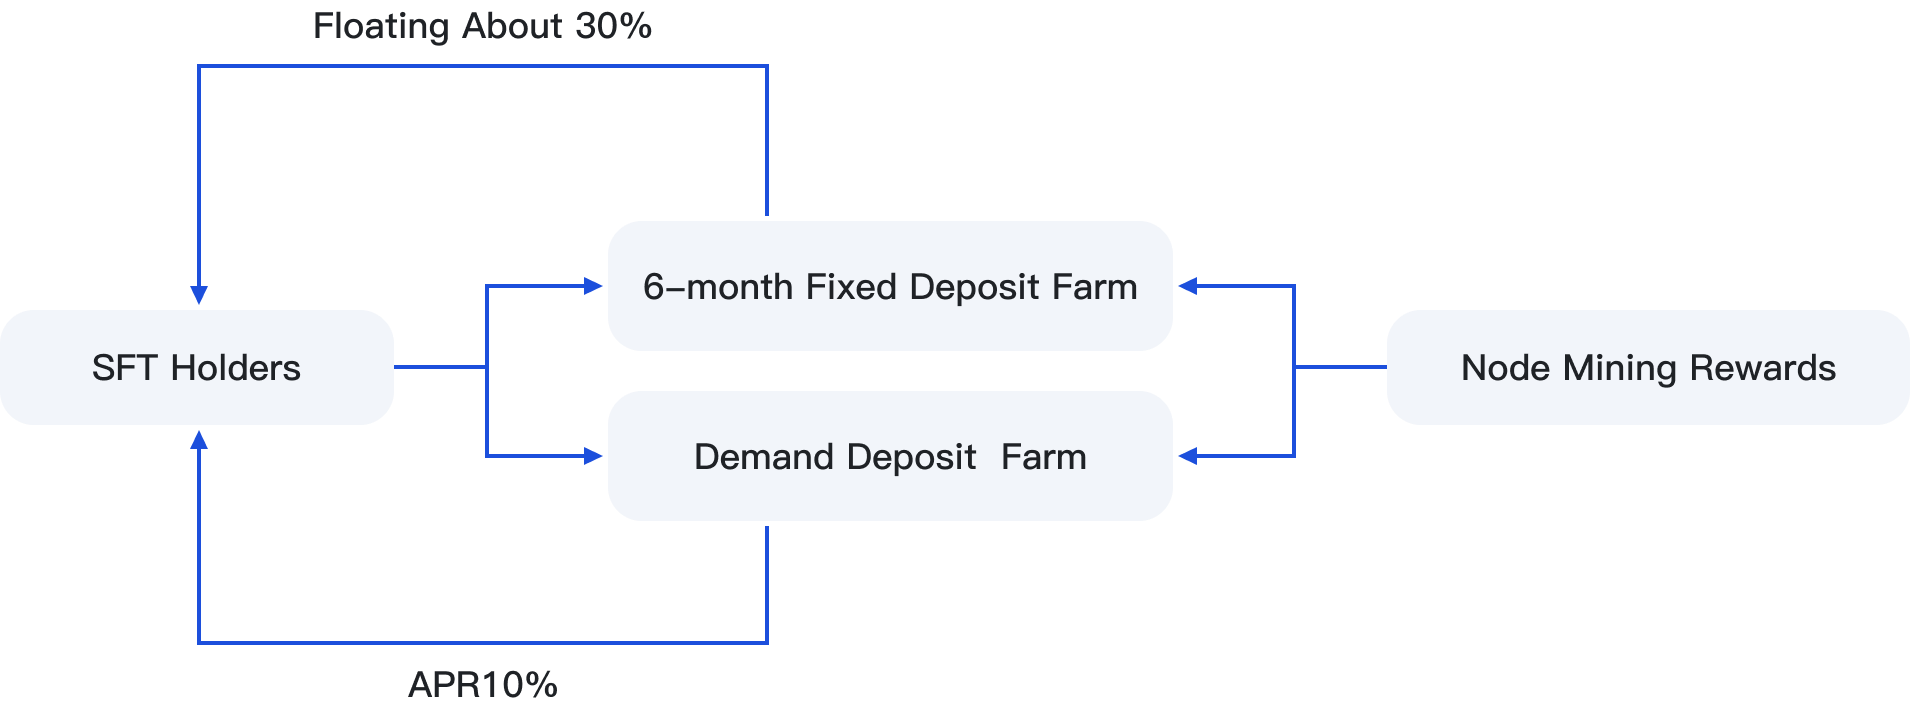 Floating About 30%
6-month Fixed Deposit Farm
SFT Holders
Node Mining Rewards
Demand Deposit  Farm
APR10%